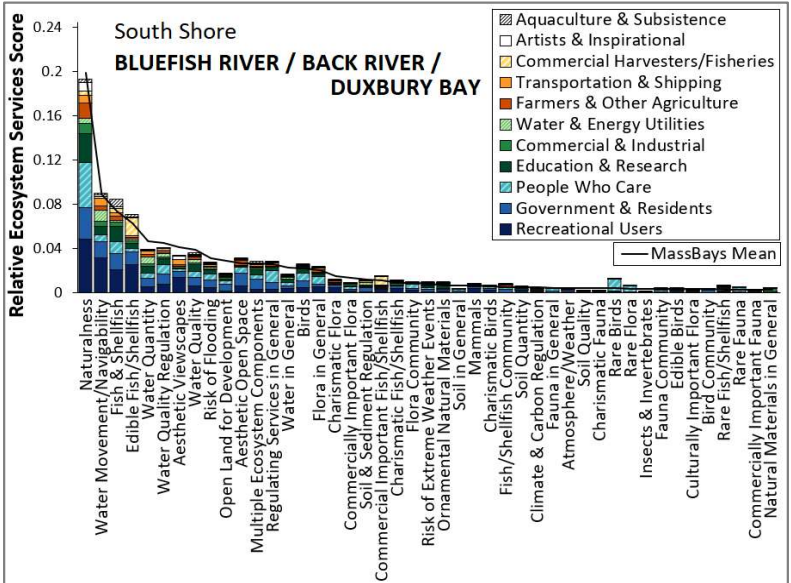 Relative Ecosystem Services Score
0.24
0.2
0.16
0.12
0.08
0.04
0
South Shore
BLUEFISH RIVER / BACK RIVER /
DUXBURY BAY
Aquaculture & Subsistence
Artists & Inspirational
Commercial Harvesters/Fisheries
Transportation & Shipping
Farmers & Other Agriculture
Water & Energy Utilities
Commercial & Industrial
Education & Research
People Who Care
Government & Residents
Recreational Users
MassBays Mean
Naturalness
Water Movement/Navigability
Fish & Shellfish
Edible Fish/Shellfish
Water Quantity
Water Quality Regulation
Aesthetic Viewscapes
Water Quality
Risk of Flooding
Open Land for Development
Aesthetic Open Space
Multiple Ecosystem Components
Regulating Services in General
Water in General
Birds
Flora in General
Charismatic Flora
Commercially Important Flora
Soil & Sediment Regulation
Commercial Important Fish/Shellfish
Charismatic Fish/Shellfish
Flora Community
Risk of Extreme Weather Events
Ornamental Natural Materials
Soil in General
Mammals
Charismatic Birds
Fish/Shellfish Community
Soil Quantity
Climate & Carbon Regulation
Fauna in General
Atmosphere/Weather
Soil Quality
Charismatic Fauna
Rare Birds
Rare Flora
Insects & Invertebrates
Fauna Community
Edible Birds
Culturally Important Flora
Bird Community
Rare Fish/Shellfish
Rare Fauna
Commercially Important Fauna
Natural Materials in General